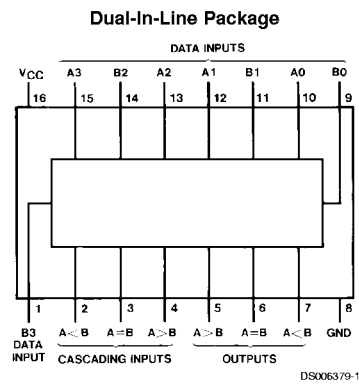 Dual-In-Line Package
DATA INPUTS
VCC A3 B2 A2 A1 B1 A0 B0
16 15 14 13 12 11 10 9
1 2 3 4 5 6 7 8
B3 A<B A=B A>B A>B A=B A<B GND
DATA
INPUT CASCADING INPUTS OUTPUTS
DS006379-1